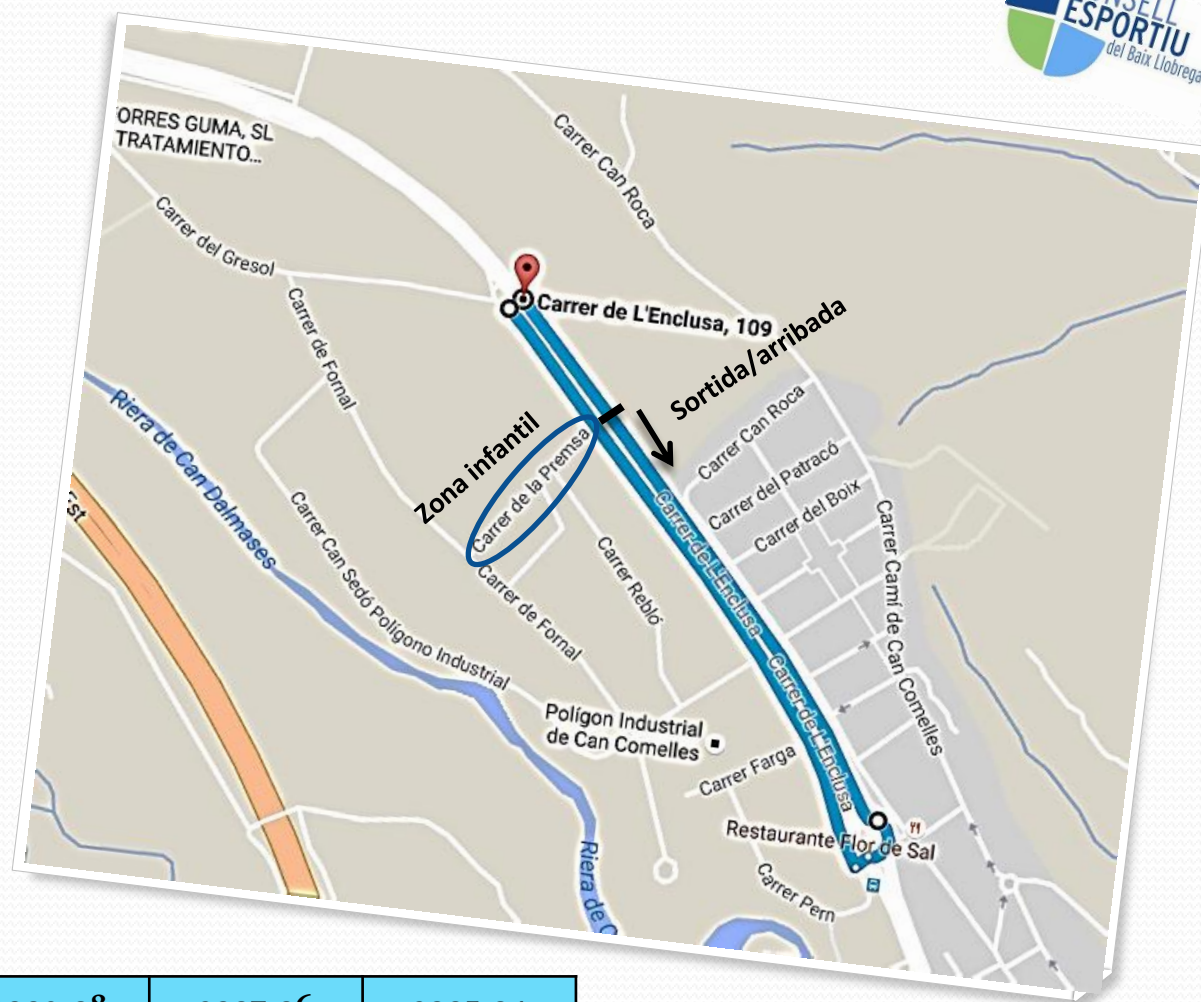 ESPORTIU
del Baix Llobrega
ORRES GUMA, SL
TRATAMIENTO...
Carrer Can Roca
Carrer del Gresol
Carrer de L'Enclusa, 109
Carrer de Fornal
Sortida/arribada
Riera de Can Dalmases
Zona infantil
Carrer de la Premsa
Carrer Can Roca
Carrer del Patracó
Carrer del Boix
Est
Carrer de L'Enclusa
Carrer Camí de Can Comelles
Carrer Can Sedó Polígono Industrial
Carrer Rebló
Carrer de Fornal
Carrer de L'Enclusa
Polígon Industrial
de Can Comelles
Carrer Farga
Restaurante Flor de Sal
Riera de C
Carrer Pern